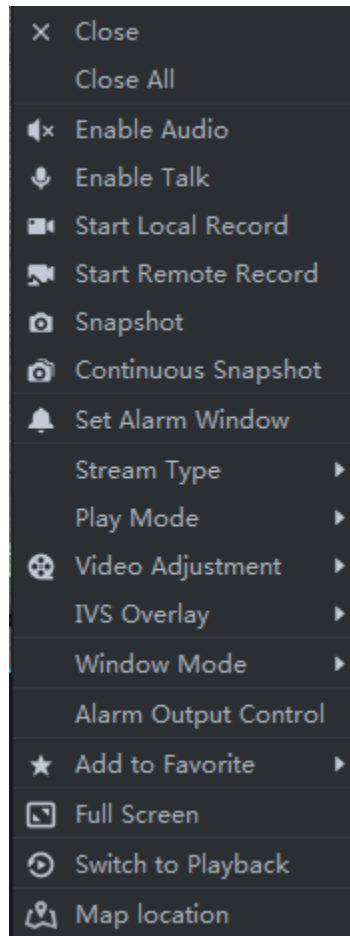 Close
Close All
Enable Audio
Enable Talk
Start Local Record
Start Remote Record
Snapshot
Continuous Snapshot
Set Alarm Window
Stream Type
Play Mode
Video Adjustment
IVS Overlay
Window Mode
Alarm Output Control
Add to Favorite
Full Screen
Switch to Playback
Map location